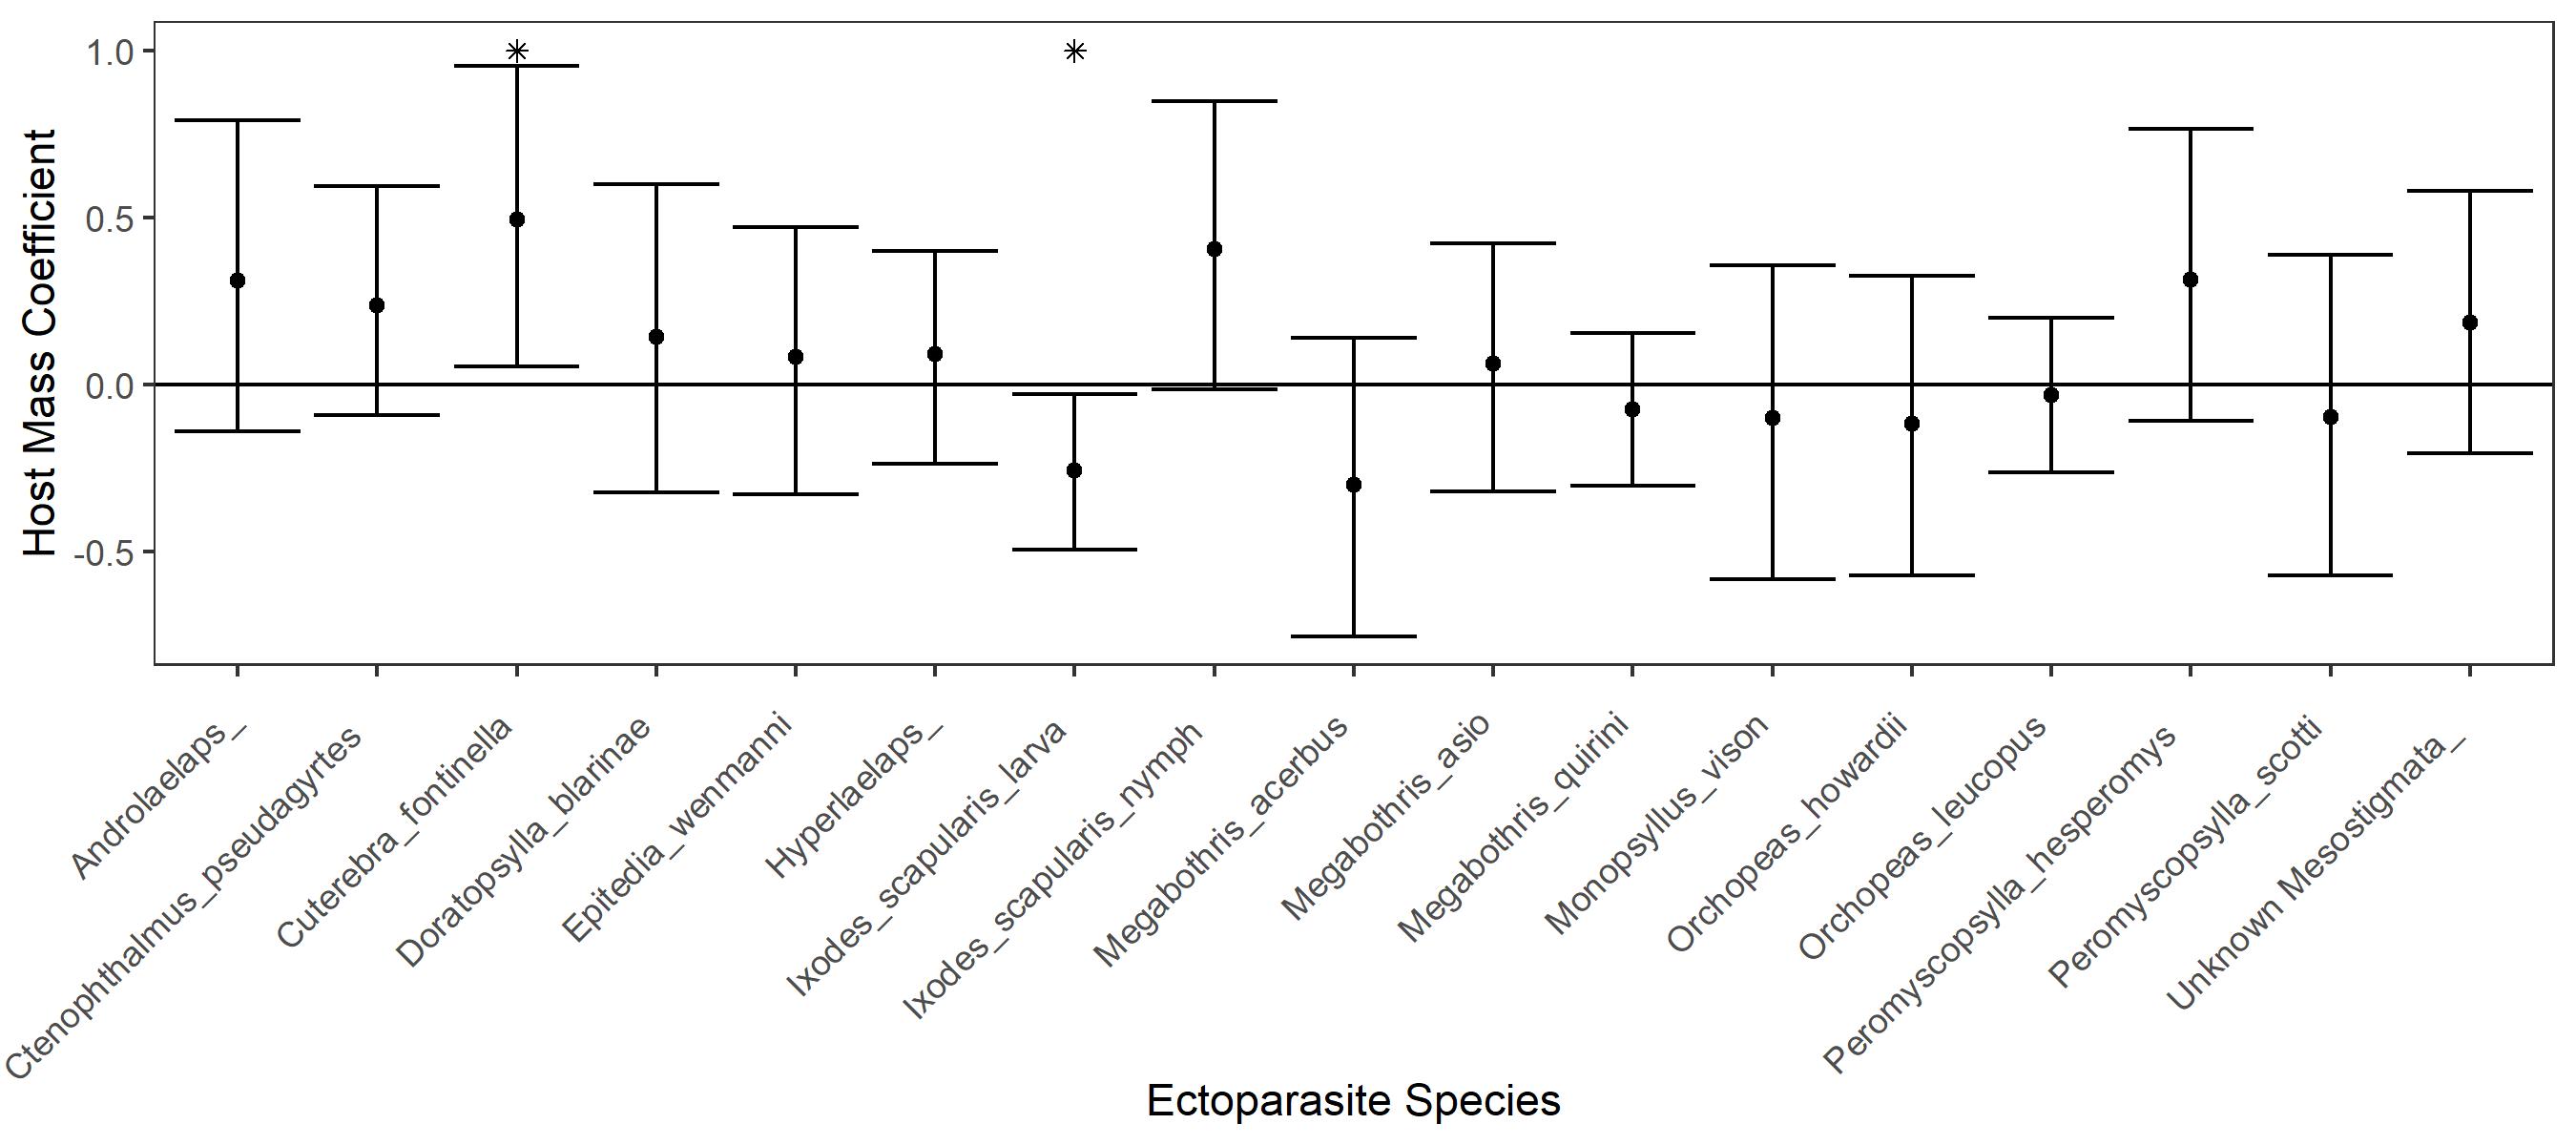 Host Mass Coefficient
1.0
0.5
0.0
-0.5
* *
Androlaelaps_
Ctenophthalmus_pseudagyrtes
Cuterebra_fontinella
Doratopsylla_blarinae
Epitedia_wenmanni
Hyperlaelaps_
Ixodes_scapularis_larva
Ixodes_scapularis_nymph
Megabothris_acerbus
Megabothris_asio
Megabothris_quirini
Monopsyllus_vison
Orchopeas_howardii
Orchopeas_leucopus
Peromyscopsylla_hesperomys
Peromyscopsylla_scotti
Unknown Mesostigmata_
Ectoparasite Species